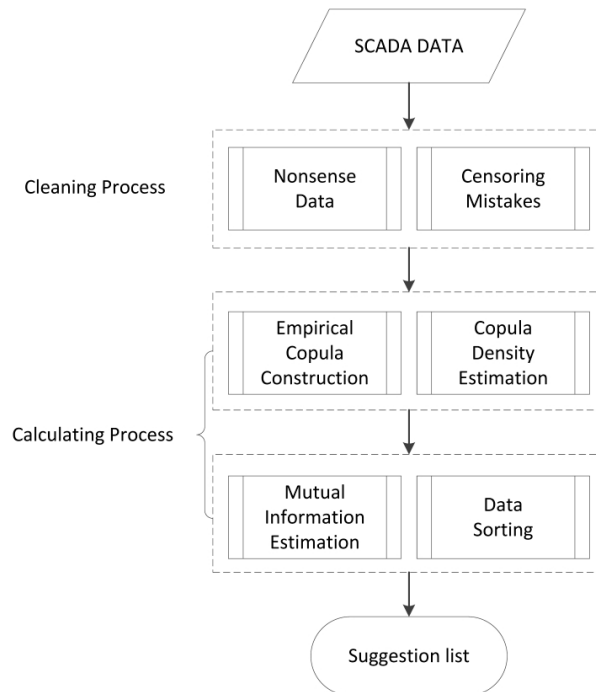 SCADA DATA
Cleaning Process
Nonsense
Data
Censoring
Mistakes
Empirical
Copula
Construction
Copula
Density
Estimation
Calculating Process
Mutual
Information
Estimation
Data
Sorting
Suggestion list